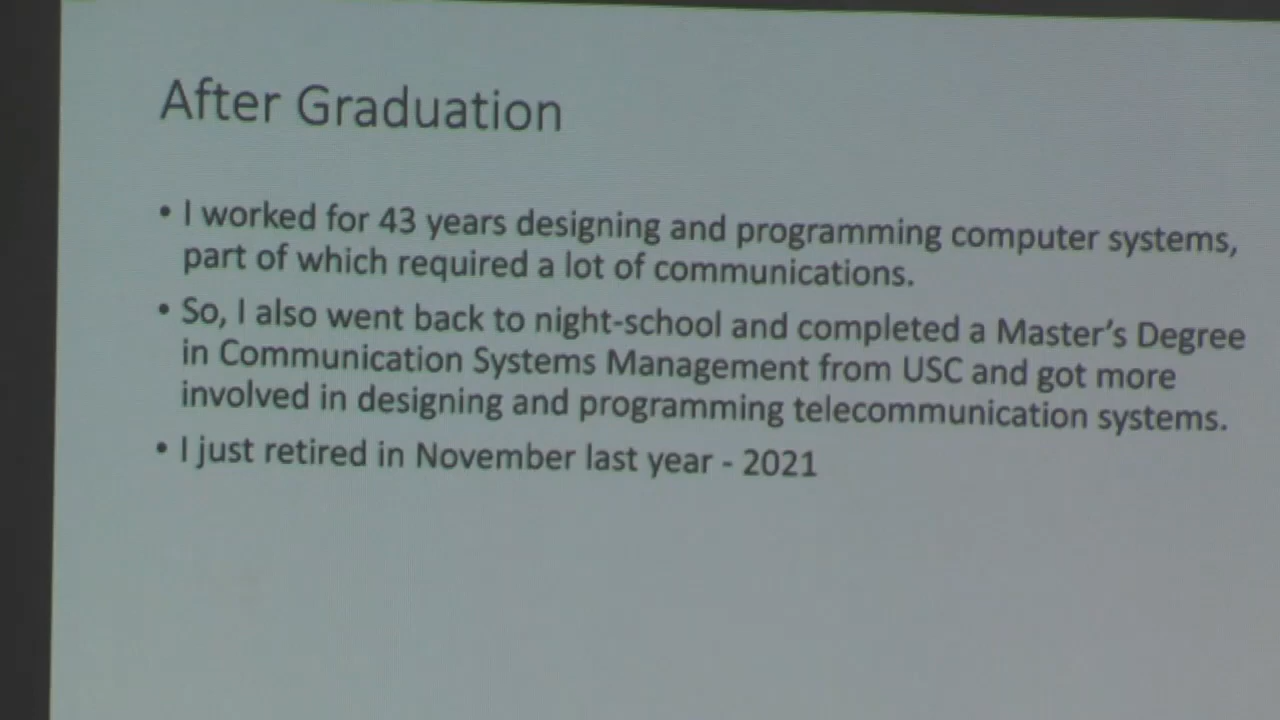 After Graduation
• I worked for 43 years designing and programming computer systems,
part of which required a lot of communications.
• So, I also went back to night-school and completed a Master's Degree
in Communication Systems Management from USC and got more
involved in designing and programming telecommunication systems.
• I just retired in November last year - 2021